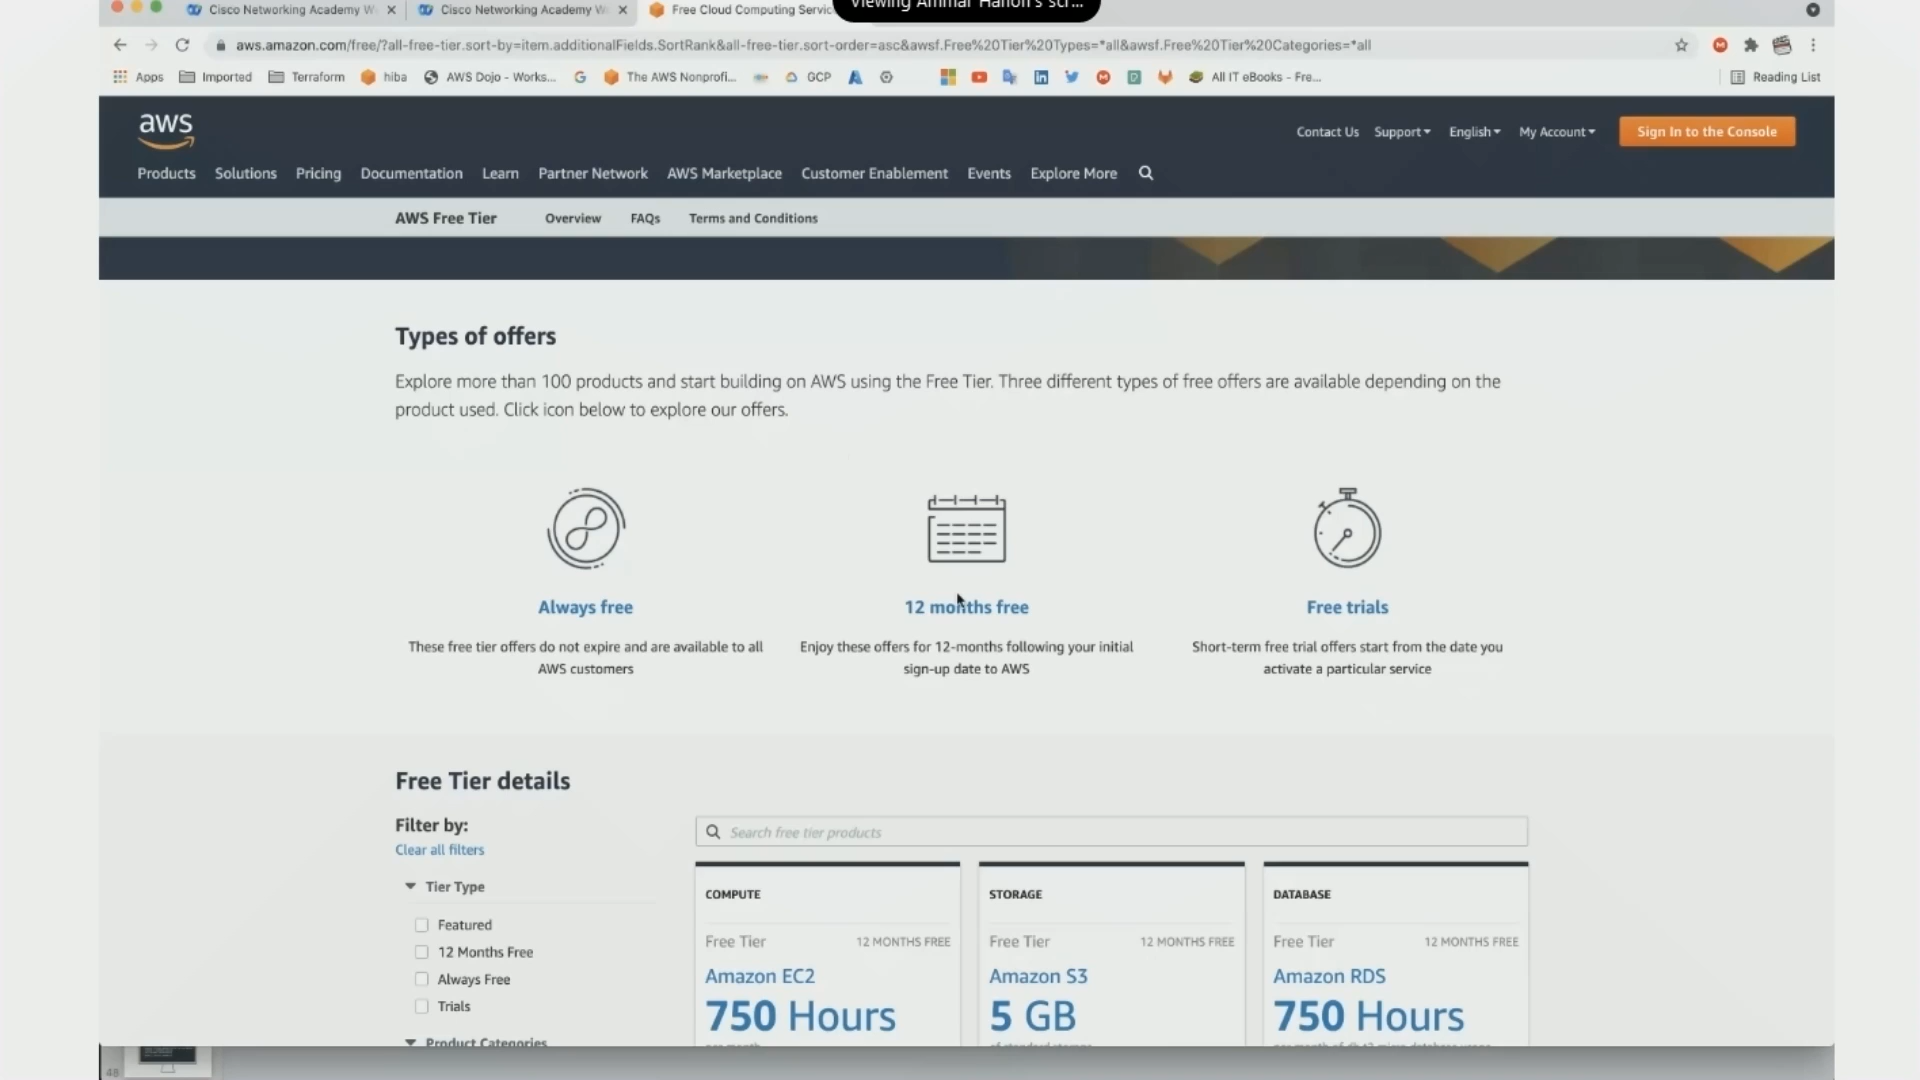 Viewing Ammar Hanon's scr...
Cisco Networking Academy W
Cisco Networking Academy W
Free Cloud Computing Servic
aws.amazon.com/free/?all-free-tier.sort-by=item.additionalFields.SortRank&all-free-tier.sort-order=asc&awsf.Free%20Tier%20Types=*all&awsf.Free%20Tier%20Categories=*all
Apps Imported Terraform hiba AWS Dojo - Works... The AWS Nonprofi... GCP All IT eBooks - Fre... Reading List
aws
Contact Us Support English My Account Sign In to the Console
Products Solutions Pricing Documentation Learn Partner Network AWS Marketplace Customer Enablement Events Explore More
AWS Free Tier Overview FAQs Terms and Conditions
Types of offers
Explore more than 100 products and start building on AWS using the Free Tier. Three different types of free offers are available depending on the
product used. Click icon below to explore our offers.
Always free
These free tier offers do not expire and are available to all
AWS customers
12 months free
Enjoy these offers for 12-months following your initial
sign-up date to AWS
Free trials
Short-term free trial offers start from the date you
activate a particular service
Free Tier details
Filter by:
Clear all filters
Tier Type
Featured
12 Months Free
Always Free
Trials
Product Categories
Search free tier products
COMPUTE
Free Tier 12 MONTHS FREE
Amazon EC2
750 Hours
per month
STORAGE
Free Tier 12 MONTHS FREE
Amazon S3
5 GB
of standard storage
DATABASE
Free Tier 12 MONTHS FREE
Amazon RDS
750 Hours
48